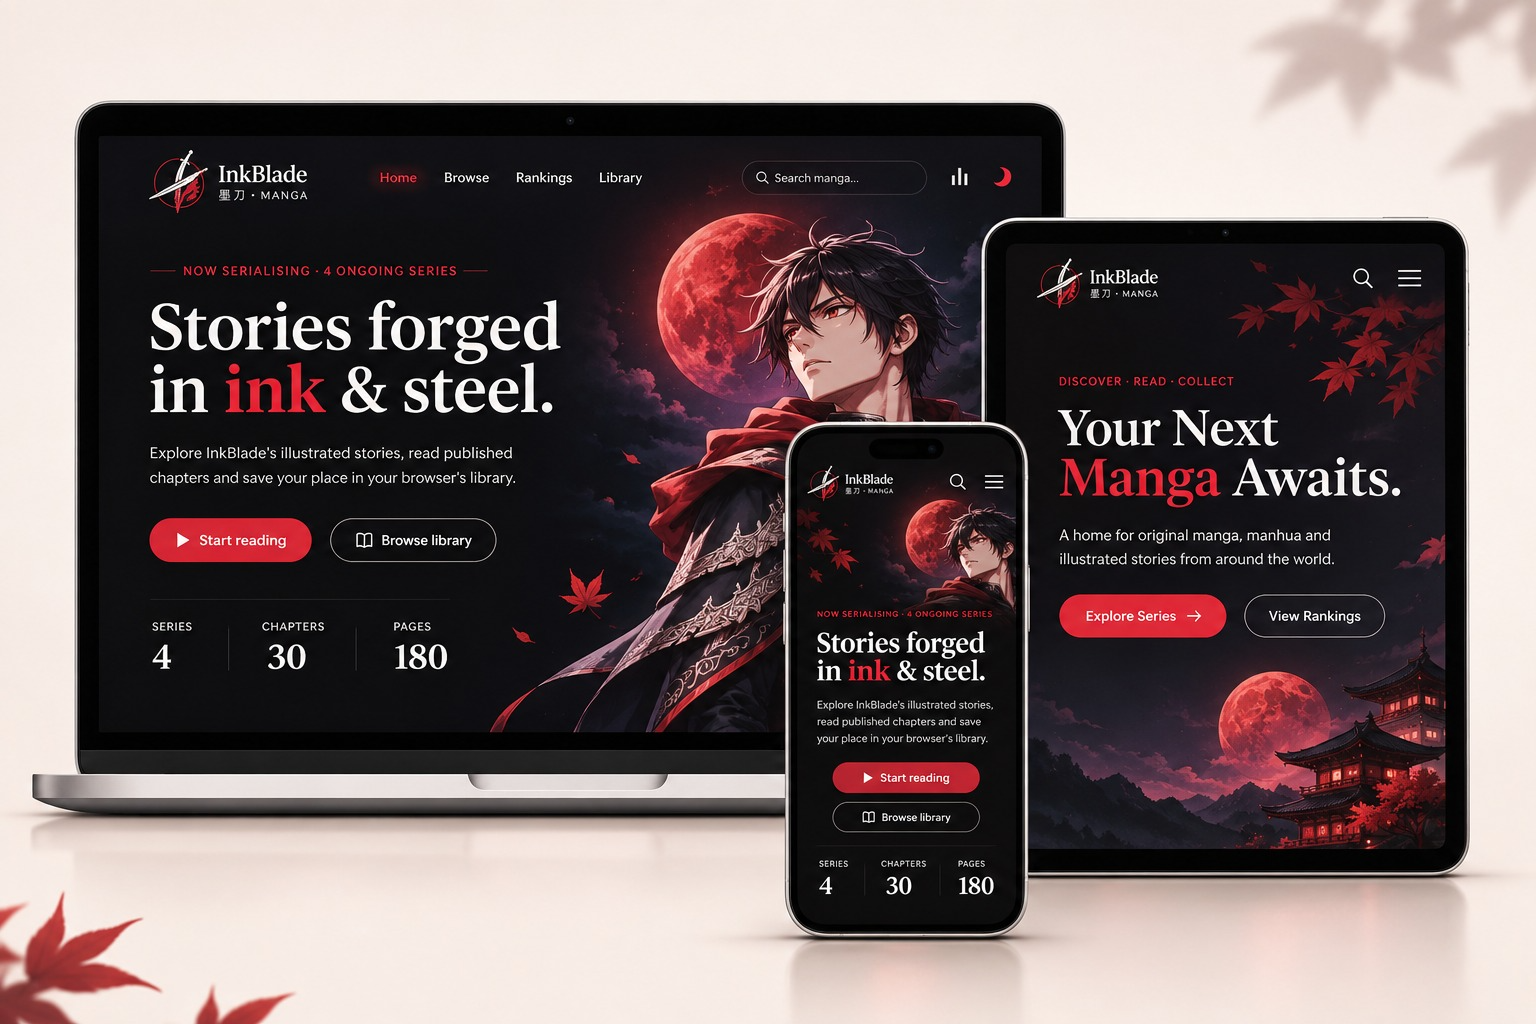 InkBlade
墨刀・MANGA
Home
Browse
Rankings
Library
Search manga...
NOW SERIALISING · 4 ONGOING SERIES
Stories forged
in ink & steel.
Explore InkBlade's illustrated stories, read published
chapters and save your place in your browser's library.
Start reading
Browse library
SERIES
4
CHAPTERS
30
PAGES
180
InkBlade
墨刀・MANGA
NOW SERIALISING · 4 ONGOING SERIES
Stories forged
in ink & steel.
Explore InkBlade's illustrated stories,
read published chapters and save
your place in your browser's library.
Start reading
Browse library
SERIES
4
CHAPTERS
30
PAGES
180
InkBlade
墨刀・MANGA
DISCOVER · READ · COLLECT
Your Next
Manga Awaits.
A home for original manga, manhua and
illustrated stories from around the world.
Explore Series
View Rankings